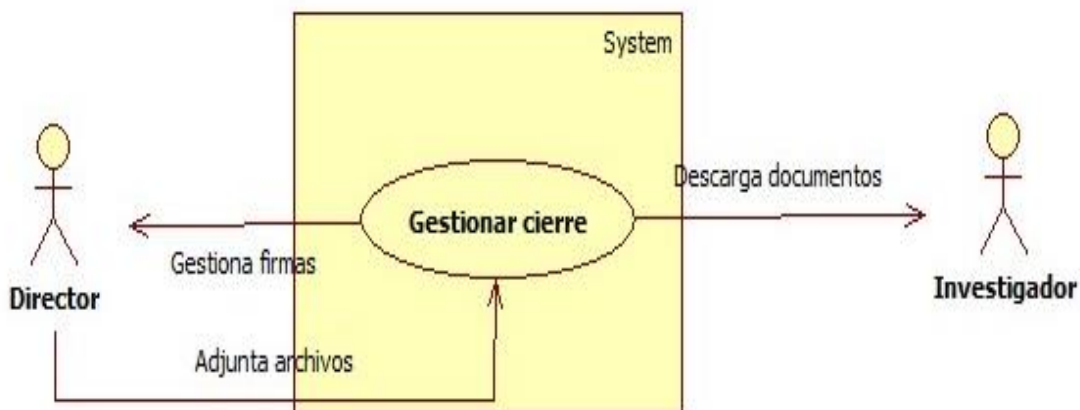 System
Descarga documentos
Gestionar cierre
Gestiona firmas
Director
Investigador
Adjunta archivos